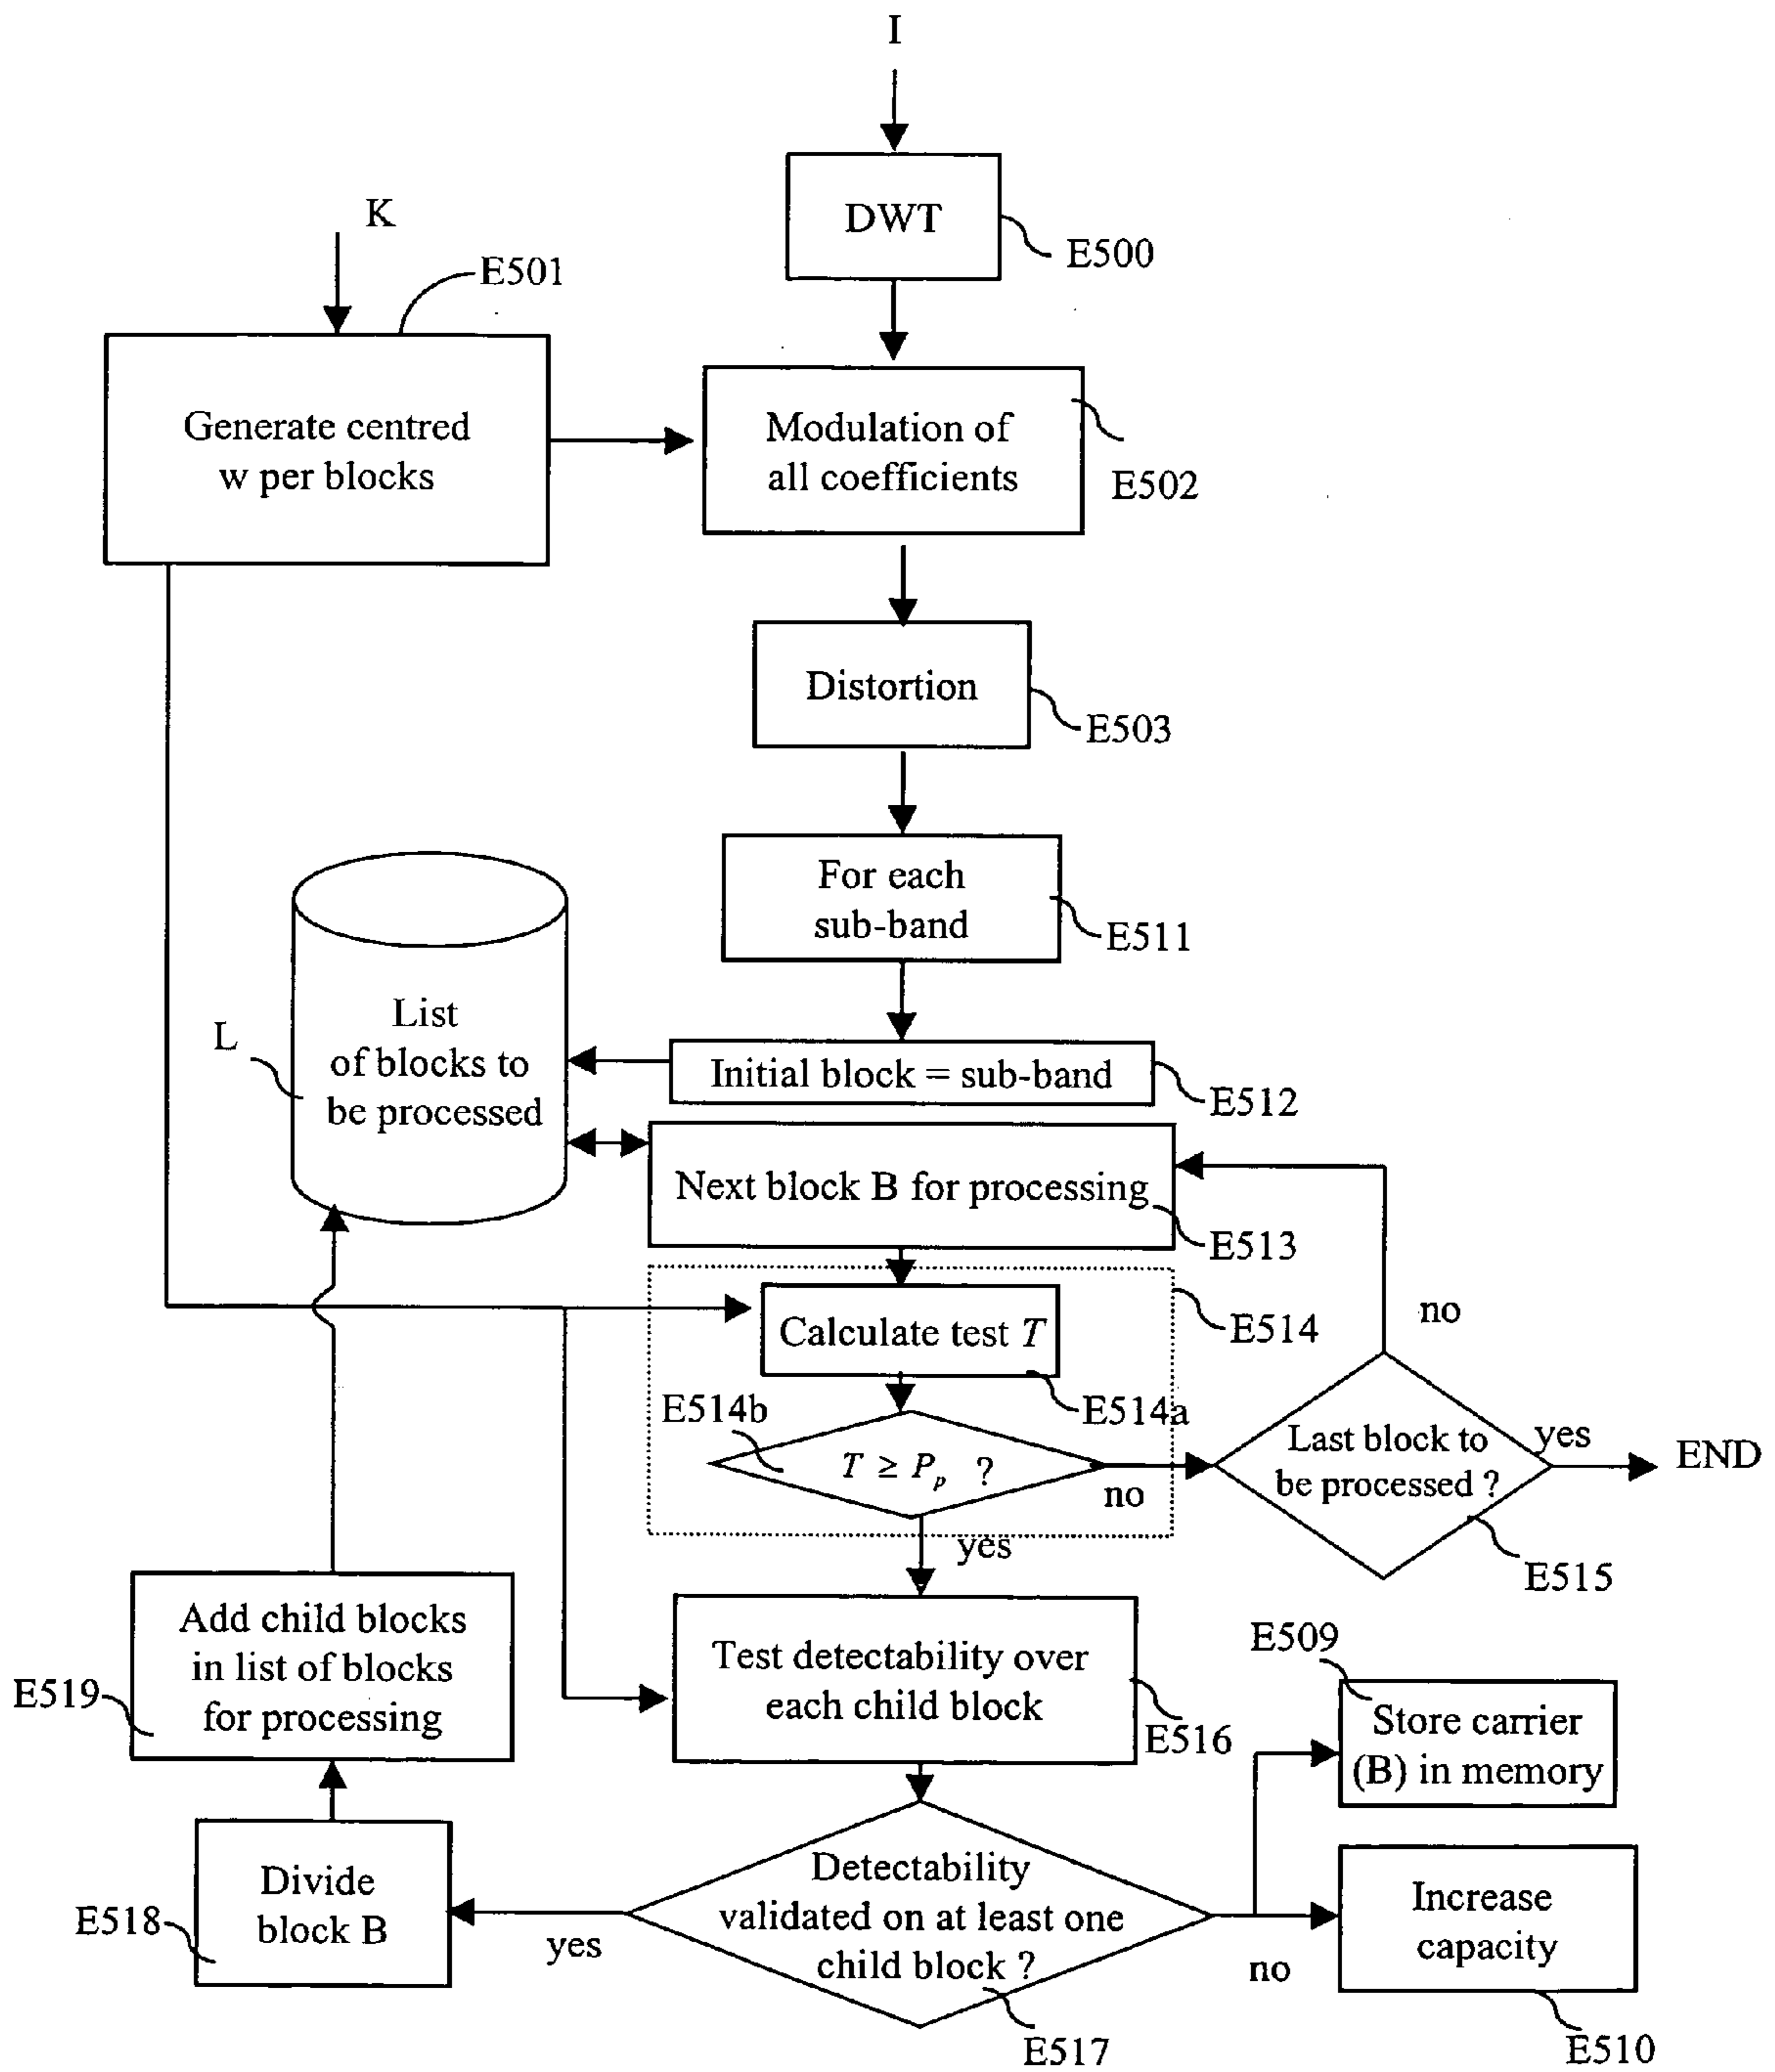 I
DWT
E500
K
E501
Generate centred
w per blocks
Modulation of
all coefficients
E502
Distortion
E503
For each
sub-band
E511
L
List
of blocks to
be processed
Initial block = sub-band
E512
Next block B for processing
E513
Calculate test T
E514
E514a
E514b
T ≥ Pp ?
no
yes
no
Last block to
be processed ?
yes
END
E515
Add child blocks
in list of blocks
for processing
E519
Test detectability over
each child block
E516
E509
Store carrier
(B) in memory
Divide
block B
E518
yes
Detectability
validated on at least one
child block ?
E517
no
Increase
capacity
E510